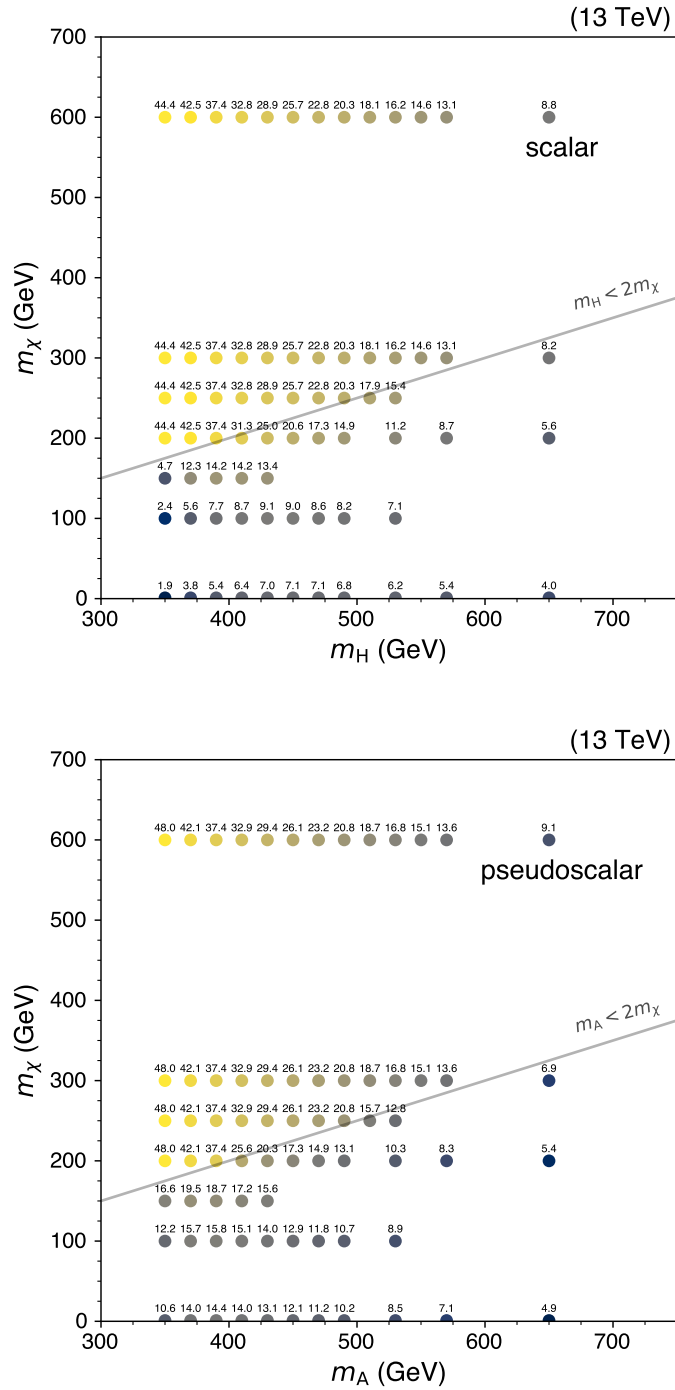 (13 TeV)
700
44.4 42.5 37.4 32.8 28.9 25.7 22.8 20.3 18.1 16.2 14.6 13.1 8.8
600
scalar
500
400
m_χ (GeV)
m_H < 2m_χ
44.4 42.5 37.4 32.8 28.9 25.7 22.8 20.3 18.1 16.2 14.6 13.1 8.2
300
44.4 42.5 37.4 32.8 28.9 25.7 22.8 20.3 17.9 15.4
44.4 42.5 37.4 31.3 25.0 20.6 17.3 14.9 11.2 8.7 5.6
200
4.7 12.3 14.2 14.2 13.4
2.4 5.6 7.7 8.7 9.1 9.0 8.6 8.2 7.1
100
1.9 3.8 5.4 6.4 7.0 7.1 7.1 6.8 6.2 5.4 4.0
0
300 400 500 600 700
m_H (GeV)
(13 TeV)
700
48.0 42.1 37.4 32.9 29.4 26.1 23.2 20.8 18.7 16.8 15.1 13.6 9.1
600
pseudoscalar
500
400
m_χ (GeV)
m_A < 2m_χ
48.0 42.1 37.4 32.9 29.4 26.1 23.2 20.8 18.7 16.8 15.1 13.6 6.9
300
48.0 42.1 37.4 32.9 29.4 26.1 23.2 20.8 15.7 12.8
48.0 42.1 37.4 25.6 20.3 17.3 14.9 13.1 10.3 8.3 5.4
200
16.6 19.5 18.7 17.2 15.6
12.2 15.7 15.8 15.1 14.0 12.9 11.8 10.7 8.9
100
10.6 14.0 14.4 14.0 13.1 12.1 11.2 10.2 8.5 7.1 4.9
0
300 400 500 600 700
m_A (GeV)